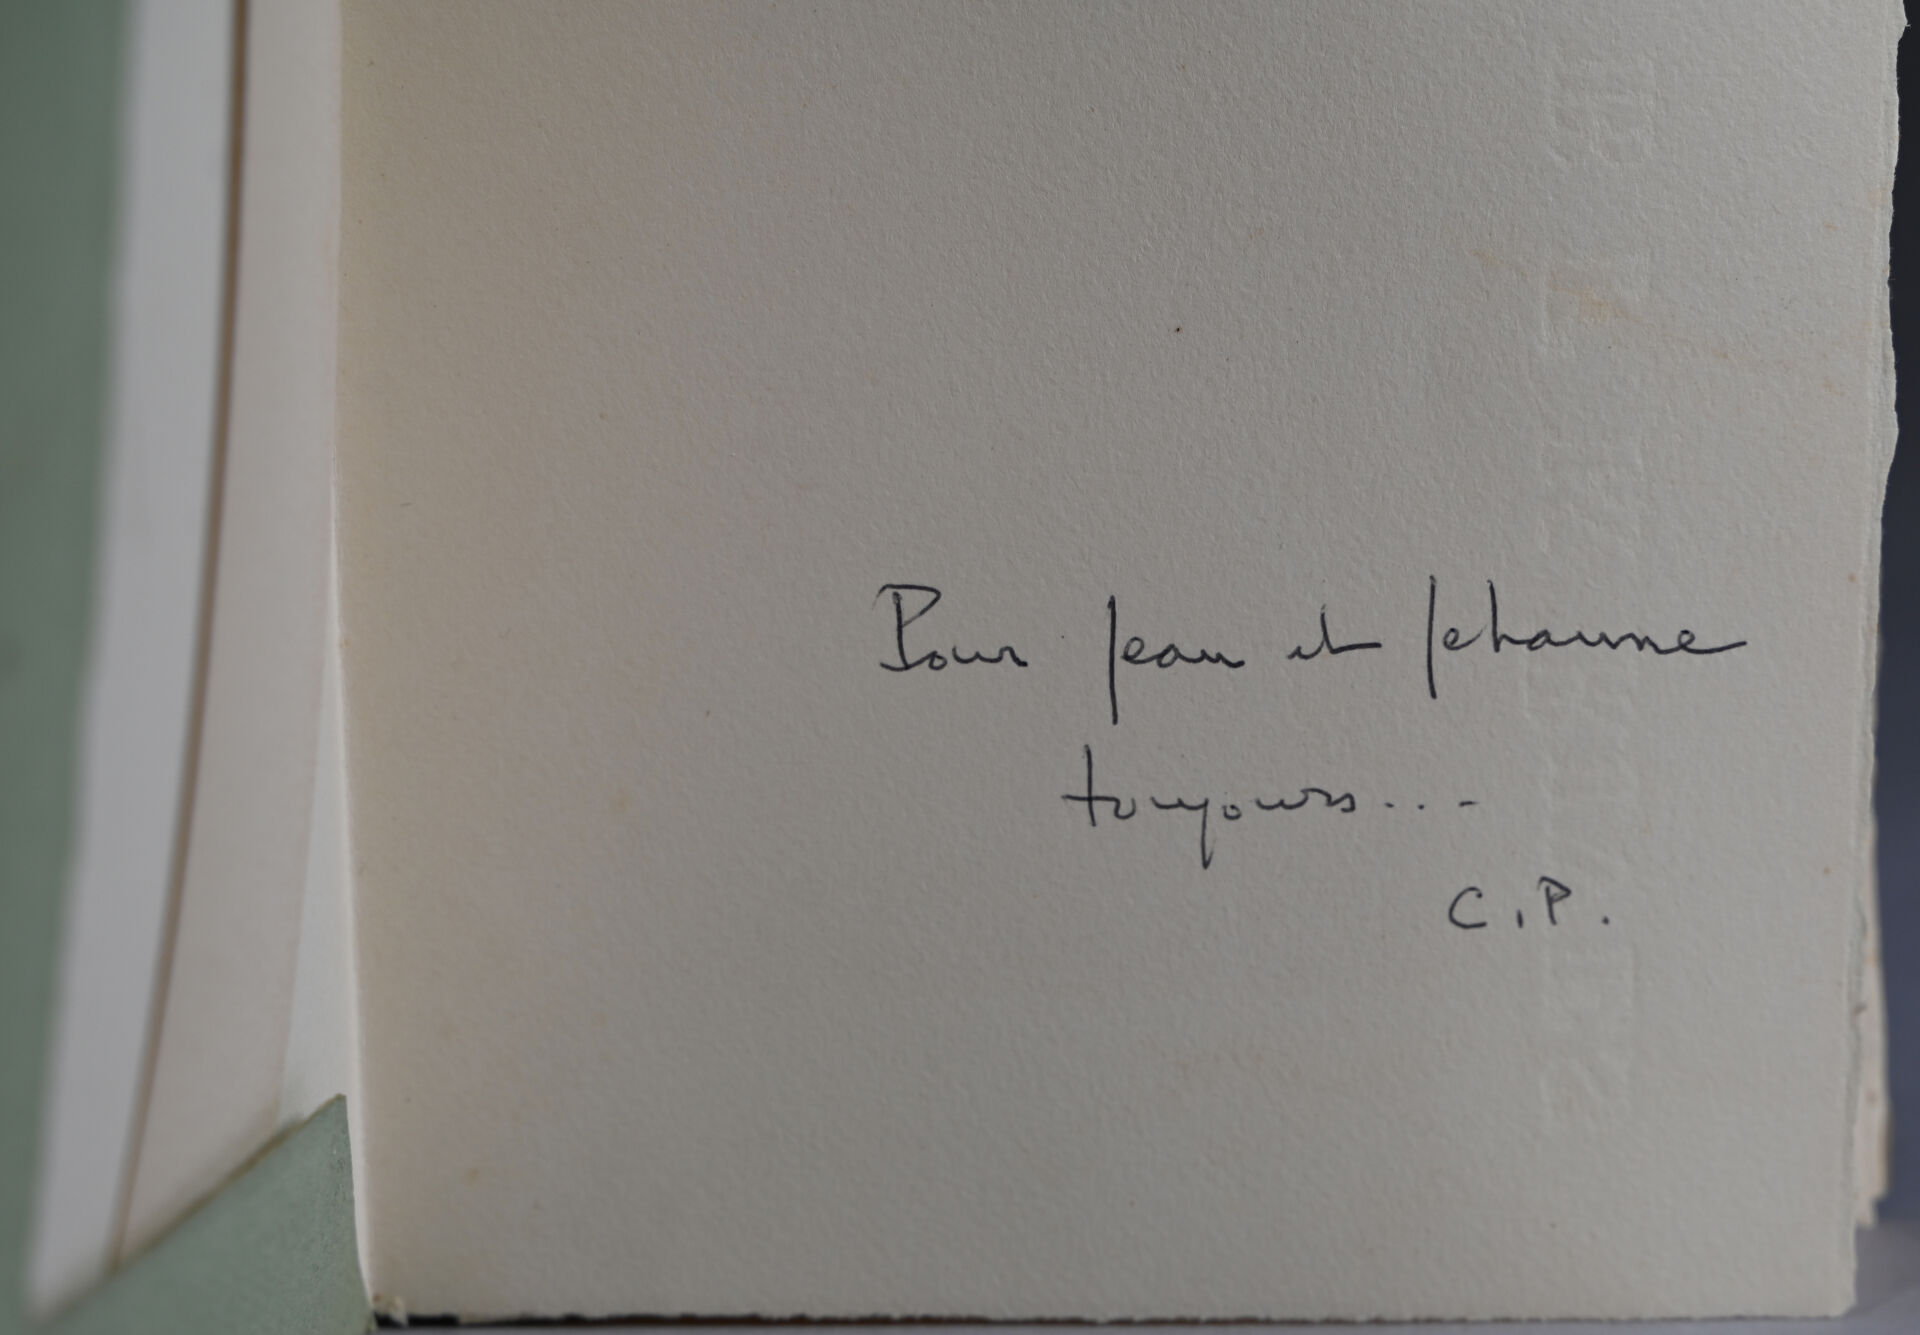 Pour Jean et Jehanne
toujours...
C.P.